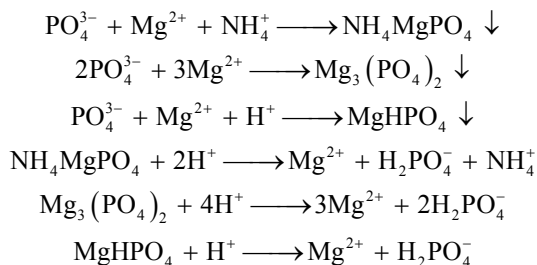 PO₄³⁻ + Mg²⁺ + NH₄⁺ ⟶ NH₄MgPO₄ ↓
2PO₄³⁻ + 3Mg²⁺ ⟶ Mg₃(PO₄)₂ ↓
PO₄³⁻ + Mg²⁺ + H⁺ ⟶ MgHPO₄ ↓
NH₄MgPO₄ + 2H⁺ ⟶ Mg²⁺ + H₂PO₄⁻ + NH₄⁺
Mg₃(PO₄)₂ + 4H⁺ ⟶ 3Mg²⁺ + 2H₂PO₄⁻
MgHPO₄ + H⁺ ⟶ Mg²⁺ + H₂PO₄⁻